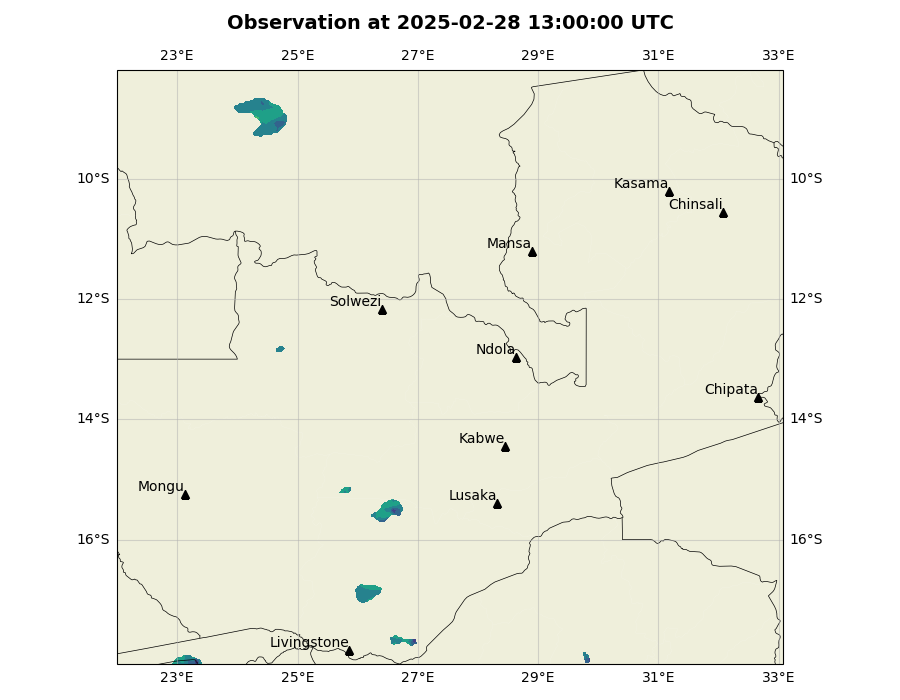 Observation at 2025-02-28 13:00:00 UTC
23°E 25°E 27°E 29°E 31°E 33°E
10°S 10°S
Kasama
Chinsali
Mansa
12°S 12°S
Solwezi
Ndola
Chipata
14°S 14°S
Kabwe
Mongu
Lusaka
16°S 16°S
Livingstone
23°E 25°E 27°E 29°E 31°E 33°E